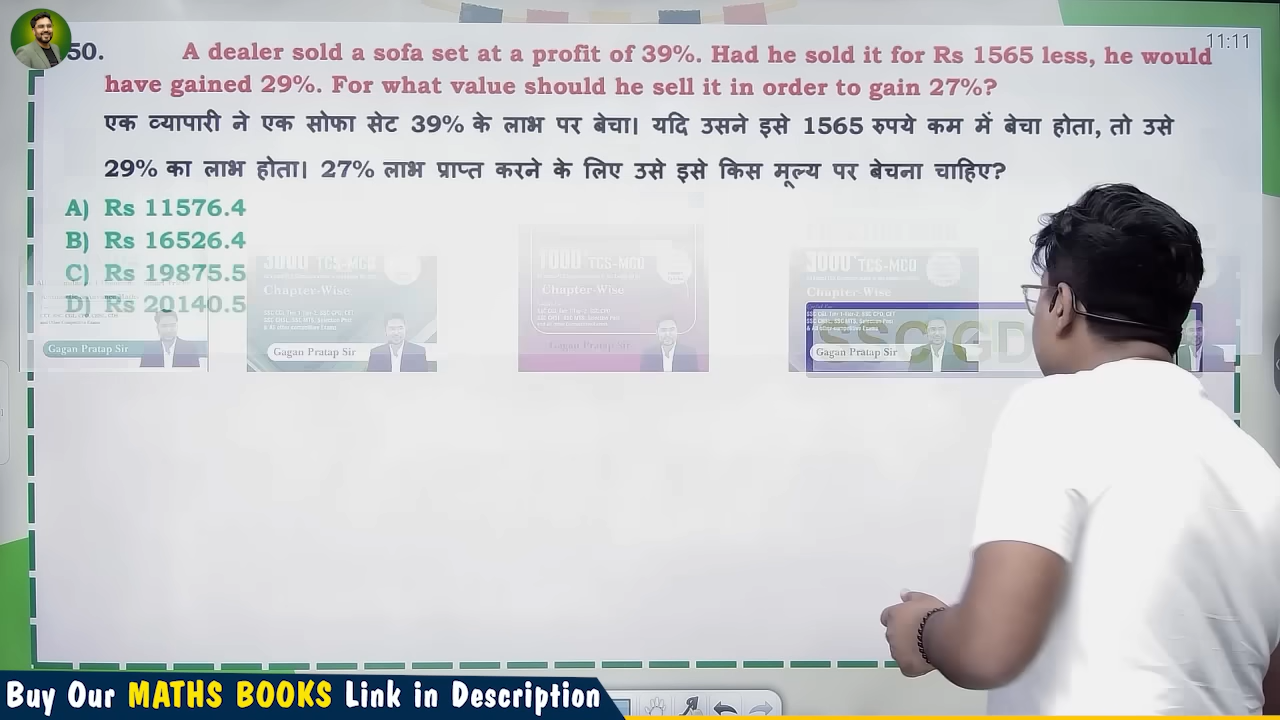 11:11
50. A dealer sold a sofa set at a profit of 39%. Had he sold it for Rs 1565 less, he would
have gained 29%. For what value should he sell it in order to gain 27%?
एक व्यापारी ने एक सोफा सेट 39% के लाभ पर बेचा। यदि उसने इसे 1565 रुपये कम में बेचा होता, तो उसे
29% का लाभ होता। 27% लाभ प्राप्त करने के लिए उसे इसे किस मूल्य पर बेचना चाहिए?
A) Rs 11576.4
B) Rs 16526.4
C) Rs 19875.5
D) Rs 20140.5
Chapter-Wise
Chapter-Wise
Chapter-Wise
Gagan Pratap Sir
Gagan Pratap Sir
Gagan Pratap Sir
Gagan Pratap Sir
SSC GD
Buy Our MATHS BOOKS Link in Description